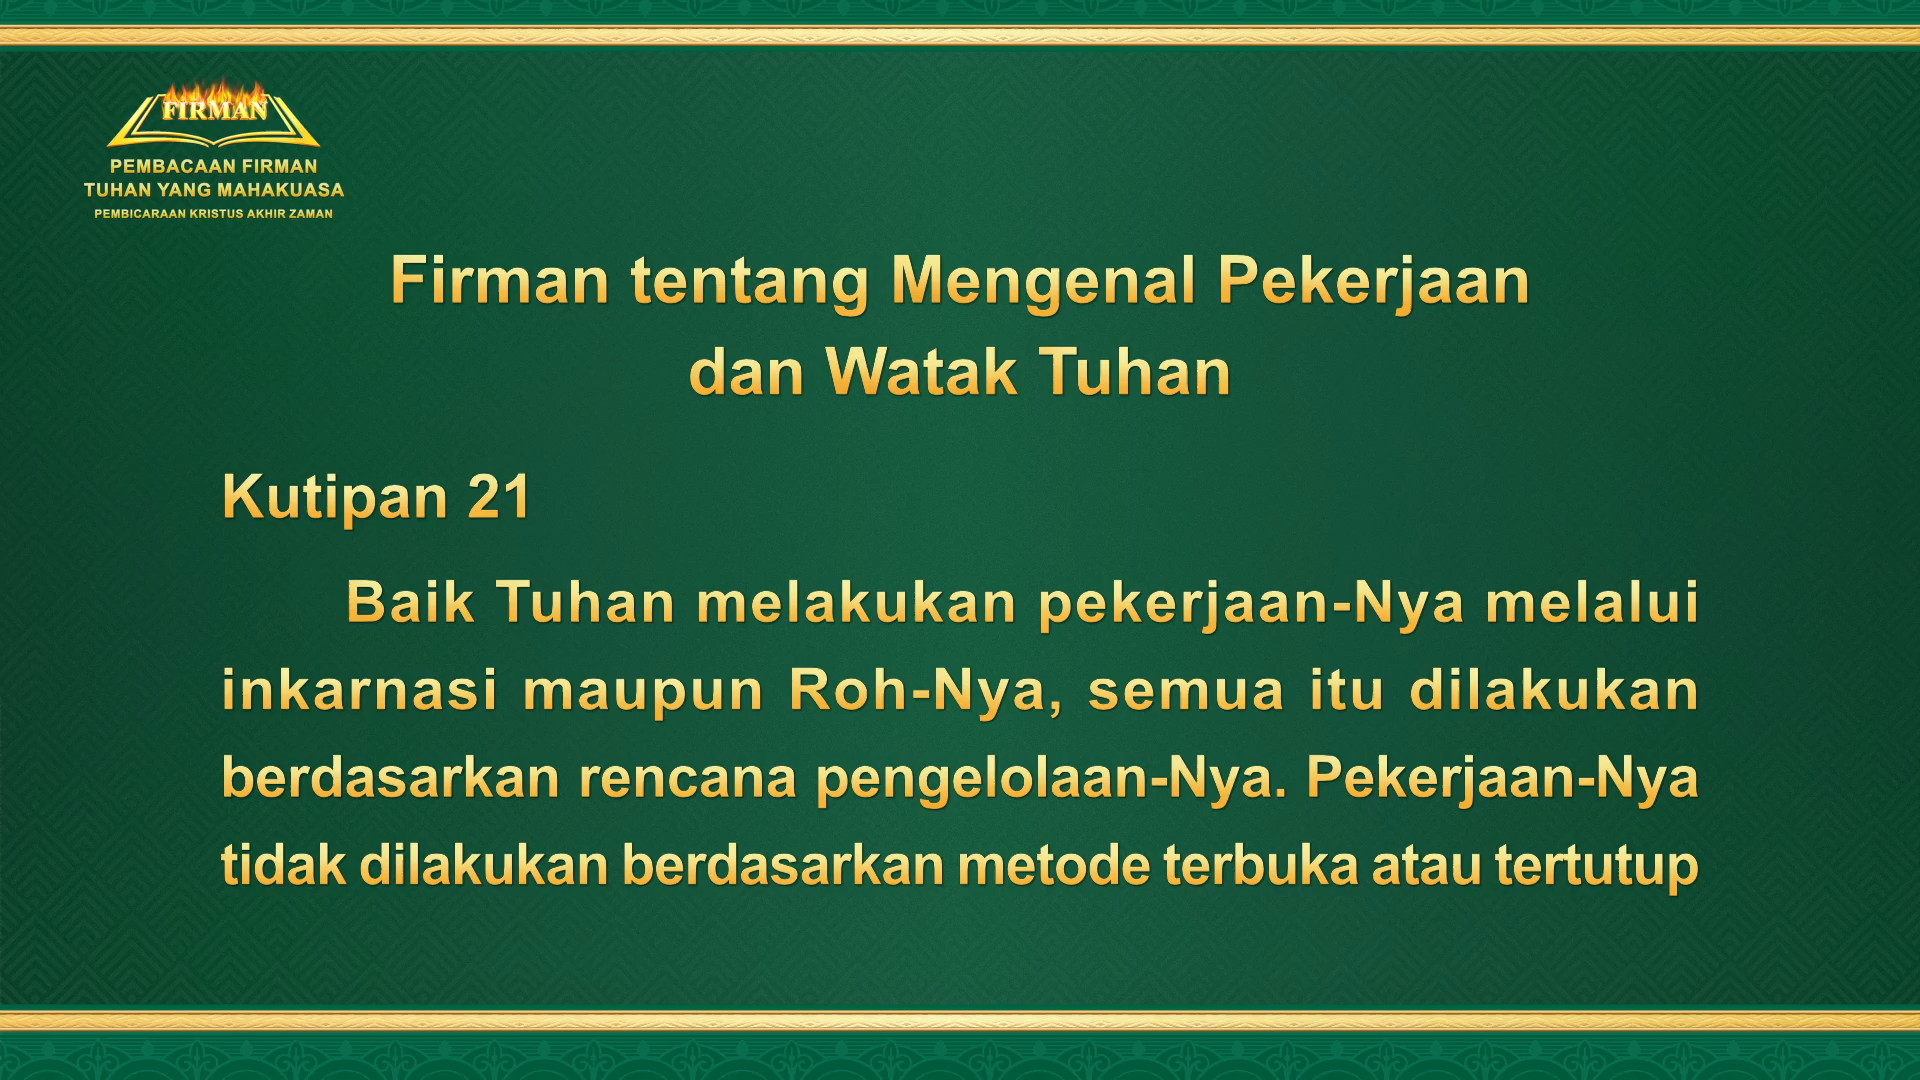 FIRMAN
PEMBACAAN FIRMAN
TUHAN YANG MAHAKUASA
PEMBICARAAN KRISTUS AKHIR ZAMAN
Firman tentang Mengenal Pekerjaan
dan Watak Tuhan
Kutipan 21
Baik Tuhan melakukan pekerjaan-Nya melalui
inkarnasi maupun Roh-Nya, semua itu dilakukan
berdasarkan rencana pengelolaan-Nya. Pekerjaan-Nya
tidak dilakukan berdasarkan metode terbuka atau tertutup